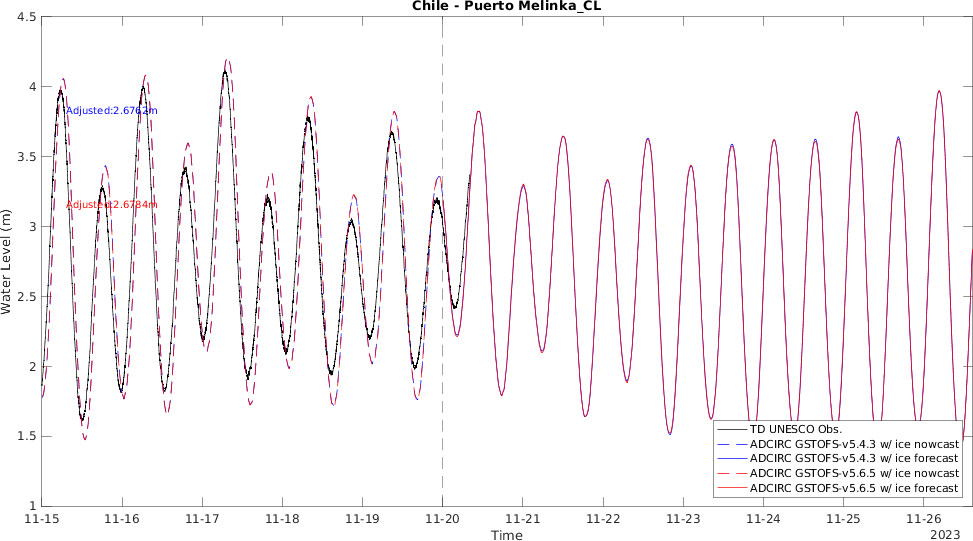 Chile - Puerto Melinka_CL
4.5
4
3.5
3
2.5
2
1.5
1
Water Level (m)
Adjusted:2.6762m
Adjusted:2.6784m
TD UNESCO Obs.
ADCIRC GSTOFS-v5.4.3 w/ ice nowcast
ADCIRC GSTOFS-v5.4.3 w/ ice forecast
ADCIRC GSTOFS-v5.6.5 w/ ice nowcast
ADCIRC GSTOFS-v5.6.5 w/ ice forecast
11-15 11-16 11-17 11-18 11-19 11-20 11-21 11-22 11-23 11-24 11-25 11-26
2023
Time